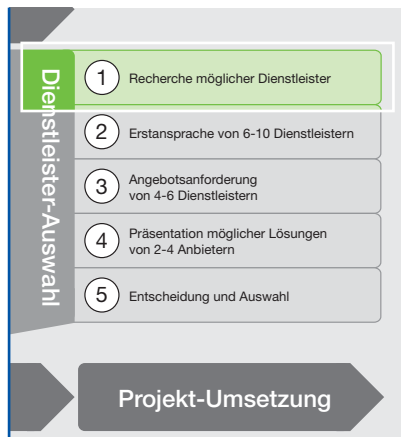 Dienstleister-Auswahl
1 Recherche möglicher Dienstleister
2 Erstansprache von 6-10 Dienstleistern
3 Angebotsanforderung
von 4-6 Dienstleistern
4 Präsentation möglicher Lösungen
von 2-4 Anbietern
5 Entscheidung und Auswahl
Projekt-Umsetzung